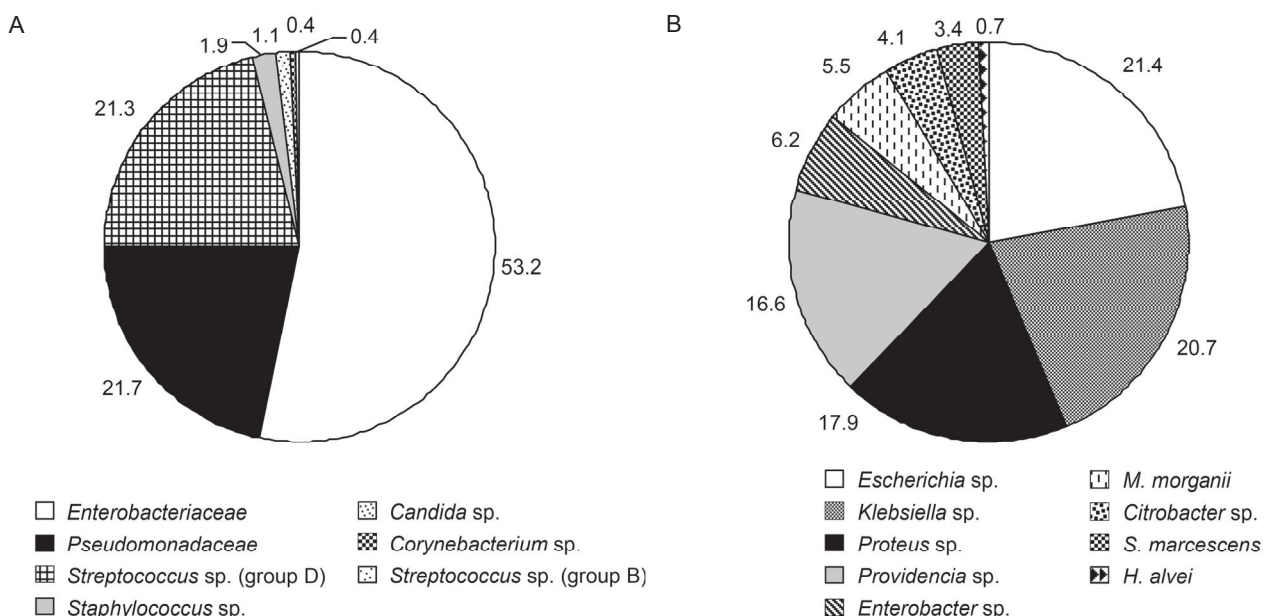 A
1.9
1.1
0.4
0.4
21.3
53.2
21.7
Enterobacteriaceae
Pseudomonadaceae
Streptococcus sp. (group D)
Staphylococcus sp.
Candida sp.
Corynebacterium sp.
Streptococcus sp. (group B)
B
5.5
4.1
3.4
0.7
21.4
6.2
16.6
20.7
17.9
Escherichia sp.
Klebsiella sp.
Proteus sp.
Providencia sp.
Enterobacter sp.
M. morganii
Citrobacter sp.
S. marcescens
H. alvei